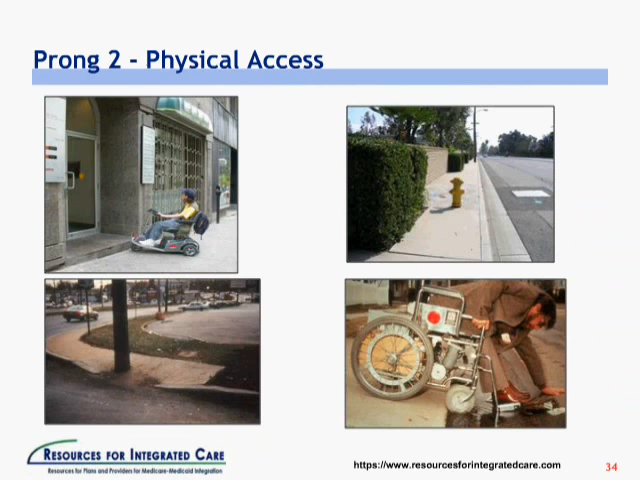 Prong 2 - Physical Access
RESOURCES FOR INTEGRATED CARE
Resources for Plans and Providers for Medicare-Medicaid Integration
https://www.resourcesforintegratedcare.com
34